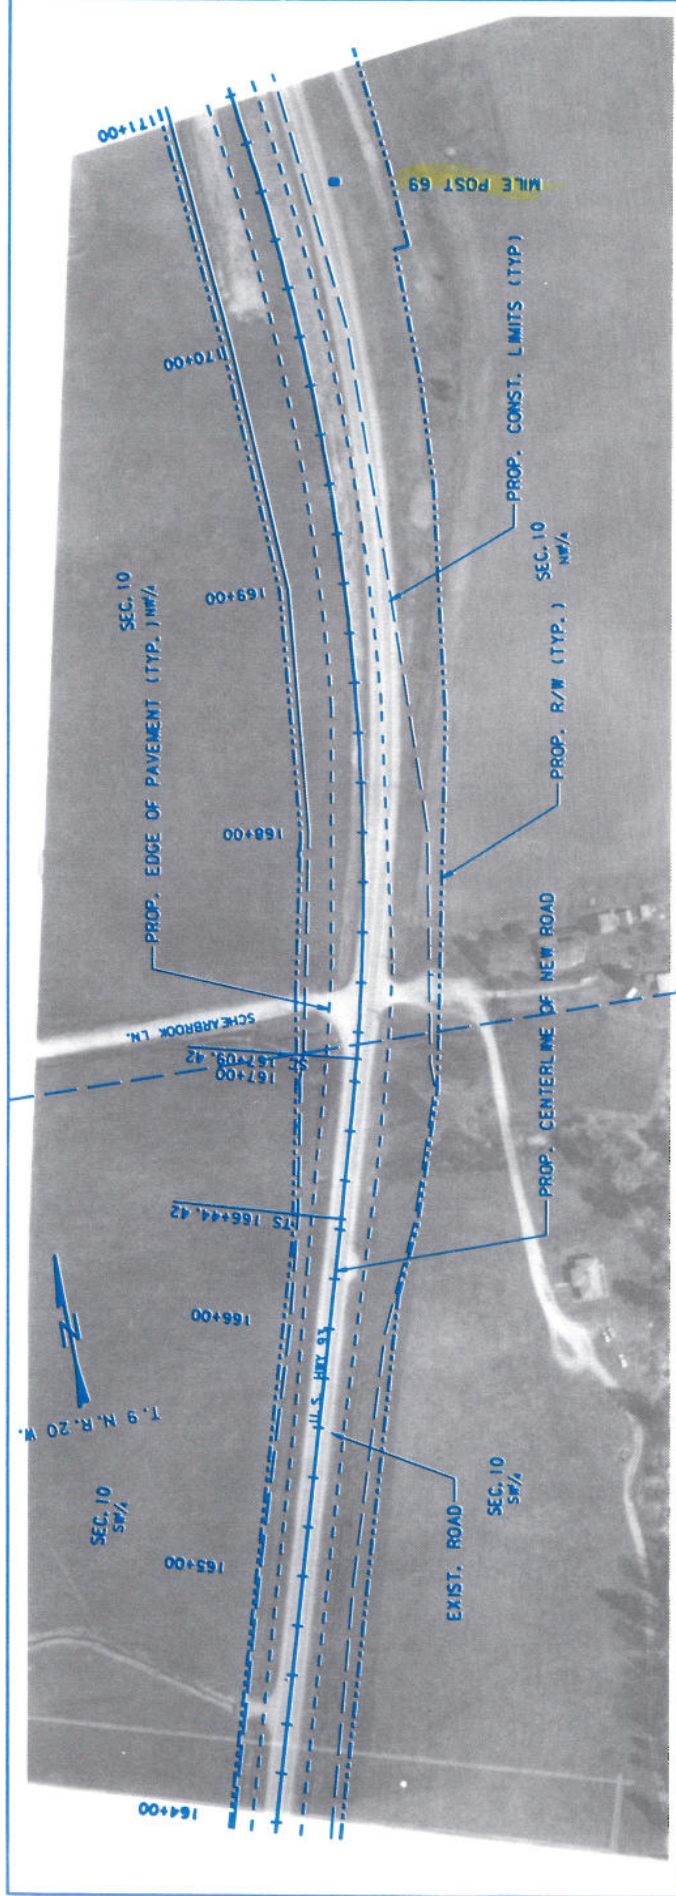 171+00
MILE POST 69
170+00
PROP. CONST. LIMITS (TYP)
SEC. 10
NW¼
PROP. EDGE OF PAVEMENT (TYP.)
169+00
SEC. 10
NW¼
PROP. R/W (TYP.)
168+00
SCHEARBROOK LN.
167+09.42
167+00
PROP. CENTERLINE OF NEW ROAD
TS 166+44.42
166+00
U.S. HWY 93
T. 9 N. R. 20 W.
SEC. 10
SW¼
165+00
EXIST. ROAD
SEC. 10
SW¼
164+00